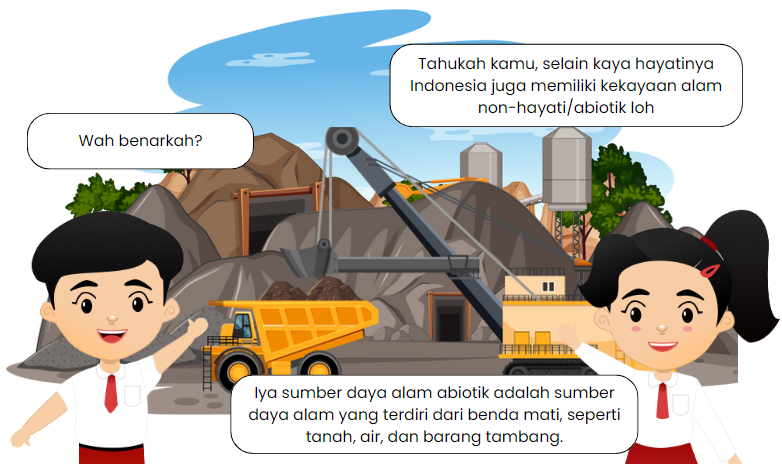 Tahukah kamu, selain kaya hayatinya
Indonesia juga memiliki kekayaan alam
non-hayati/abiotik loh
Wah benarkah?
Iya sumber daya alam abiotik adalah sumber
daya alam yang terdiri dari benda mati, seperti
tanah, air, dan barang tambang.